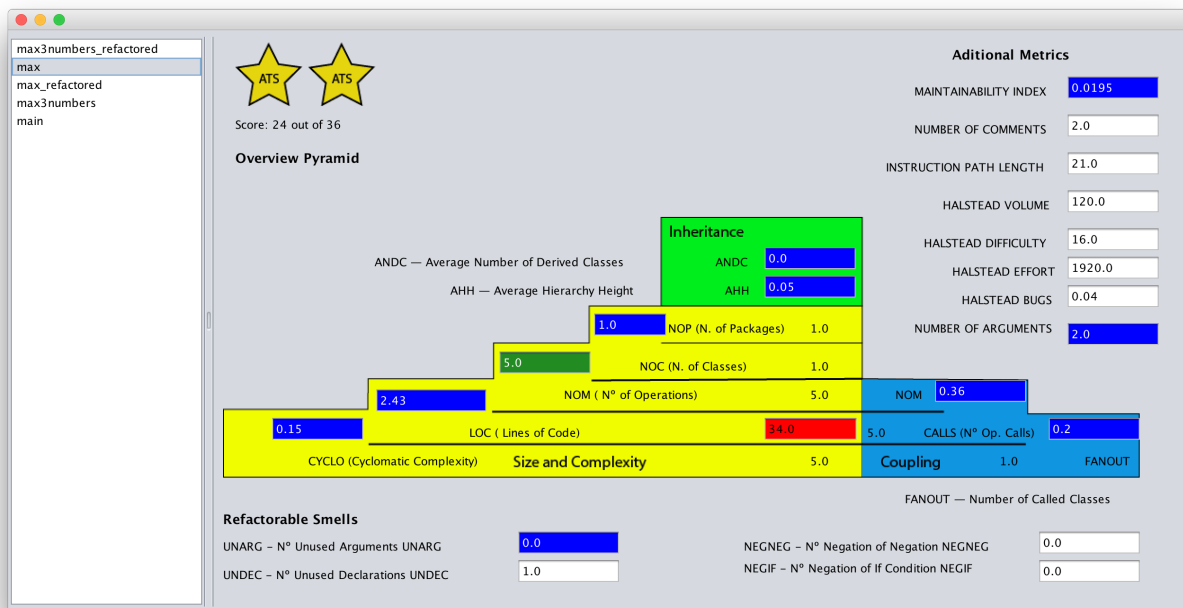 max3numbers_refactored
max
max_refactored
max3numbers
main
ATS ATS
Score: 24 out of 36
Overview Pyramid
Aditional Metrics
MAINTAINABILITY INDEX 0.0195
NUMBER OF COMMENTS 2.0
INSTRUCTION PATH LENGTH 21.0
HALSTEAD VOLUME 120.0
HALSTEAD DIFFICULTY 16.0
HALSTEAD EFFORT 1920.0
HALSTEAD BUGS 0.04
NUMBER OF ARGUMENTS 2.0
Inheritance
ANDC — Average Number of Derived Classes ANDC 0.0
AHH — Average Hierarchy Height AHH 0.05
1.0 NOP (N. of Packages) 1.0
5.0 NOC (N. of Classes) 1.0
2.43 NOM ( Nº of Operations) 5.0 NOM 0.36
0.15 LOC ( Lines of Code) 34.0 5.0 CALLS (Nº Op. Calls) 0.2
CYCLO (Cyclomatic Complexity) Size and Complexity 5.0 Coupling 1.0 FANOUT
FANOUT — Number of Called Classes
Refactorable Smells
UNARG – Nº Unused Arguments UNARG 0.0 NEGNEG – Nº Negation of Negation NEGNEG 0.0
UNDEC – Nº Unused Declarations UNDEC 1.0 NEGIF – Nº Negation of If Condition NEGIF 0.0